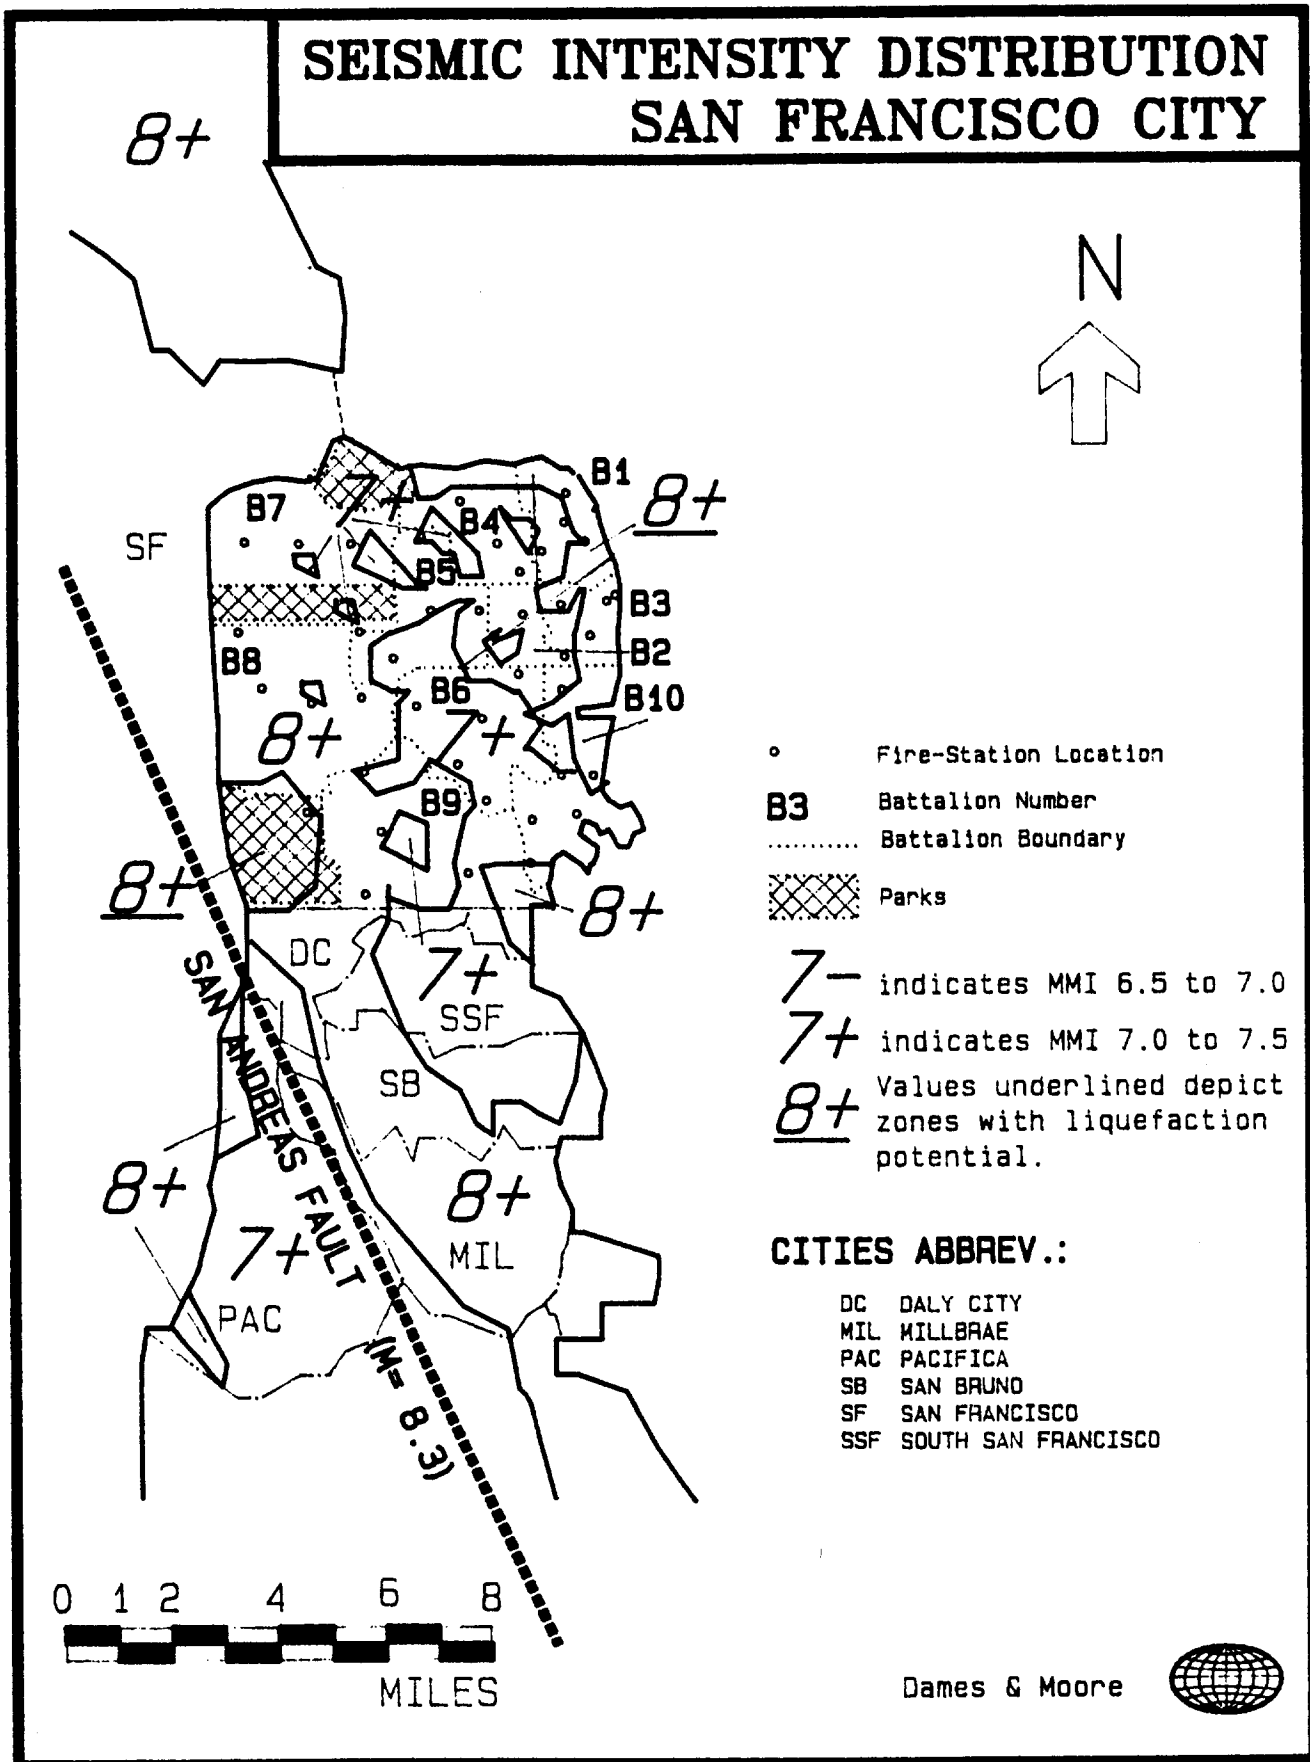 SEISMIC INTENSITY DISTRIBUTION
SAN FRANCISCO CITY
8+
N
B1
7+
8+
B7
B4
SF
B5
B3
B2
B8
B6
B10
8+
7+
B9
8+
8+
DC
7+
SSF
SB
8+
8+
7+
MIL
PAC
SAN ANDREAS FAULT (M= 8.3)
Fire-Station Location
B3 Battalion Number
Battalion Boundary
Parks
7- indicates MMI 6.5 to 7.0
7+ indicates MMI 7.0 to 7.5
8+ Values underlined depict
zones with liquefaction
potential.
CITIES ABBREV.:
DC DALY CITY
MIL MILLBRAE
PAC PACIFICA
SB SAN BRUNO
SF SAN FRANCISCO
SSF SOUTH SAN FRANCISCO
0 1 2 4 6 8
MILES
Dames & Moore